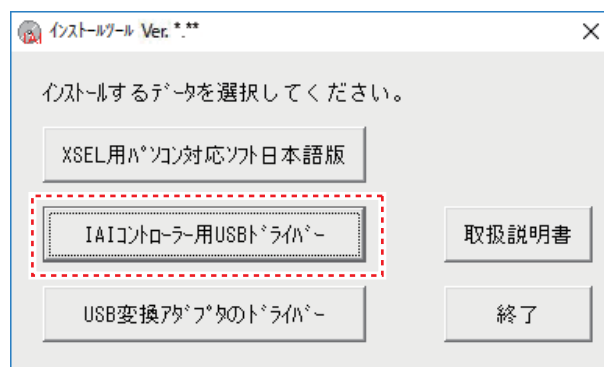 ｲﾝｽﾄｰﾙﾂｰﾙ Ver. *.**
ｲﾝｽﾄｰﾙするﾃﾞｰﾀを選択してください。
XSEL用ﾊﾟｿｺﾝ対応ｿﾌﾄ日本語版
IAIｺﾝﾄﾛｰﾗｰ用USBﾄﾞﾗｲﾊﾞｰ
取扱説明書
USB変換ｱﾀﾞﾌﾟﾀのﾄﾞﾗｲﾊﾞｰ
終了